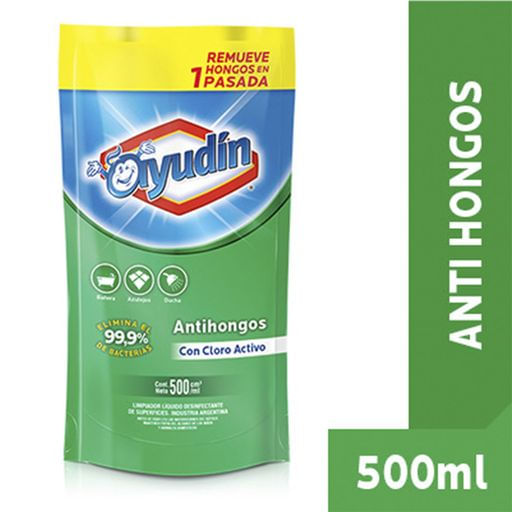 REMUEVE
1 HONGOS EN
PASADA
Ayudín
Bañera Azulejos Ducha
ELIMINA EL
99,9%
DE BACTERIAS
Antihongos
Con Cloro Activo
Cont. Neto 500 cm³/ml
LIMPIADOR LÍQUIDO DESINFECTANTE
DE SUPERFICIES. INDUSTRIA ARGENTINA
ANTI HONGOS
500ml